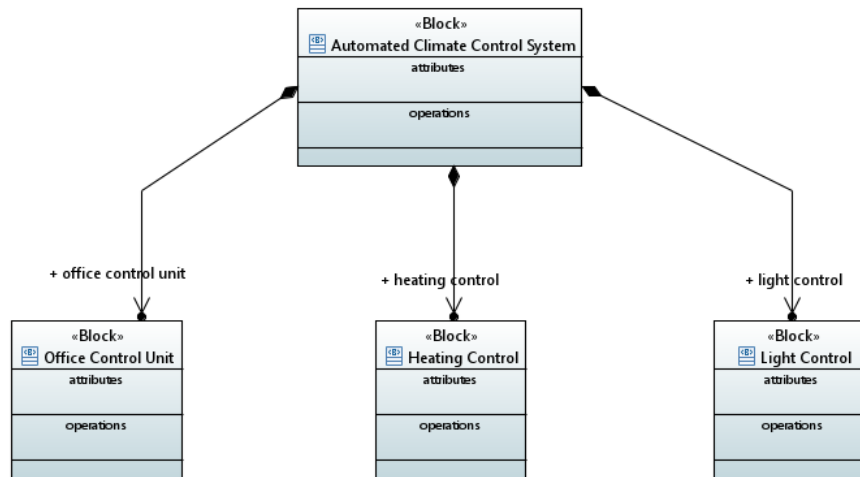 «Block»
Automated Climate Control System
attributes
operations
+ office control unit
+ heating control
+ light control
«Block»
Office Control Unit
attributes
operations
«Block»
Heating Control
attributes
operations
«Block»
Light Control
attributes
operations